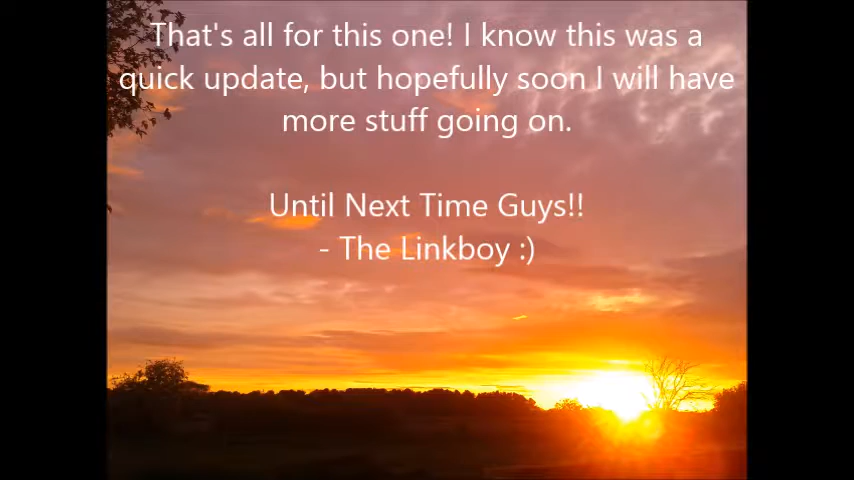 That's all for this one! I know this was a
quick update, but hopefully soon I will have
more stuff going on.
Until Next Time Guys!!
- The Linkboy :)